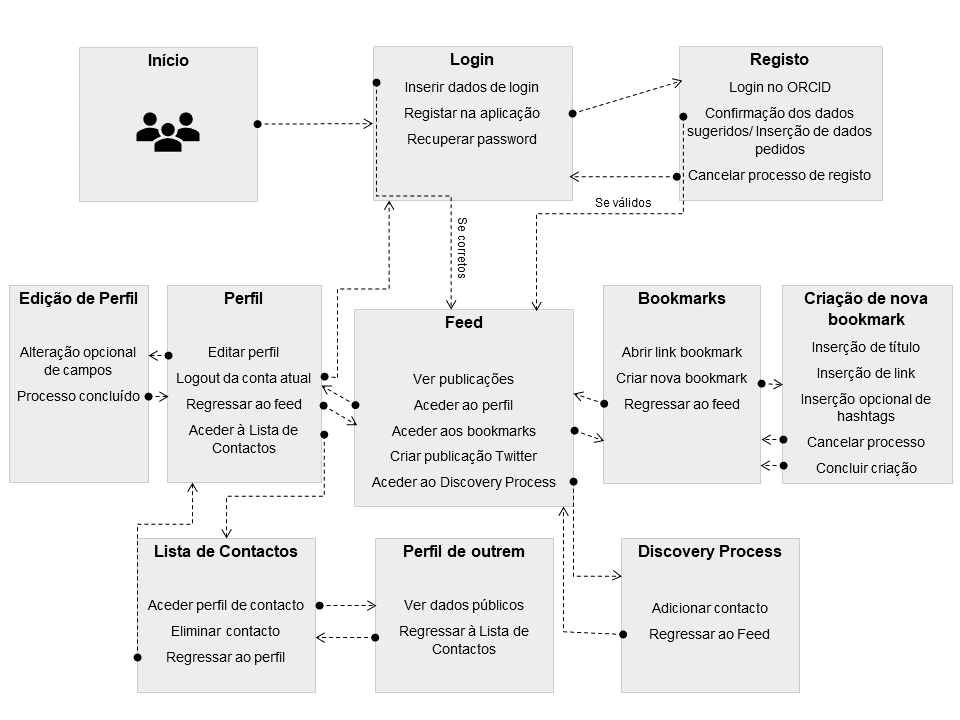 Início
Login
Inserir dados de login
Registar na aplicação
Recuperar password
Registo
Login no ORCID
Confirmação dos dados
sugeridos/ Inserção de dados
pedidos
Cancelar processo de registo
Se válidos
Se corretos
Edição de Perfil
Alteração opcional
de campos
Processo concluído
Perfil
Editar perfil
Logout da conta atual
Regressar ao feed
Aceder à Lista de
Contactos
Feed
Ver publicações
Aceder ao perfil
Aceder aos bookmarks
Criar publicação Twitter
Aceder ao Discovery Process
Bookmarks
Abrir link bookmark
Criar nova bookmark
Regressar ao feed
Criação de nova
bookmark
Inserção de título
Inserção de link
Inserção opcional de
hashtags
Cancelar processo
Concluir criação
Lista de Contactos
Aceder perfil de contacto
Eliminar contacto
Regressar ao perfil
Perfil de outrem
Ver dados públicos
Regressar à Lista de
Contactos
Discovery Process
Adicionar contacto
Regressar ao Feed